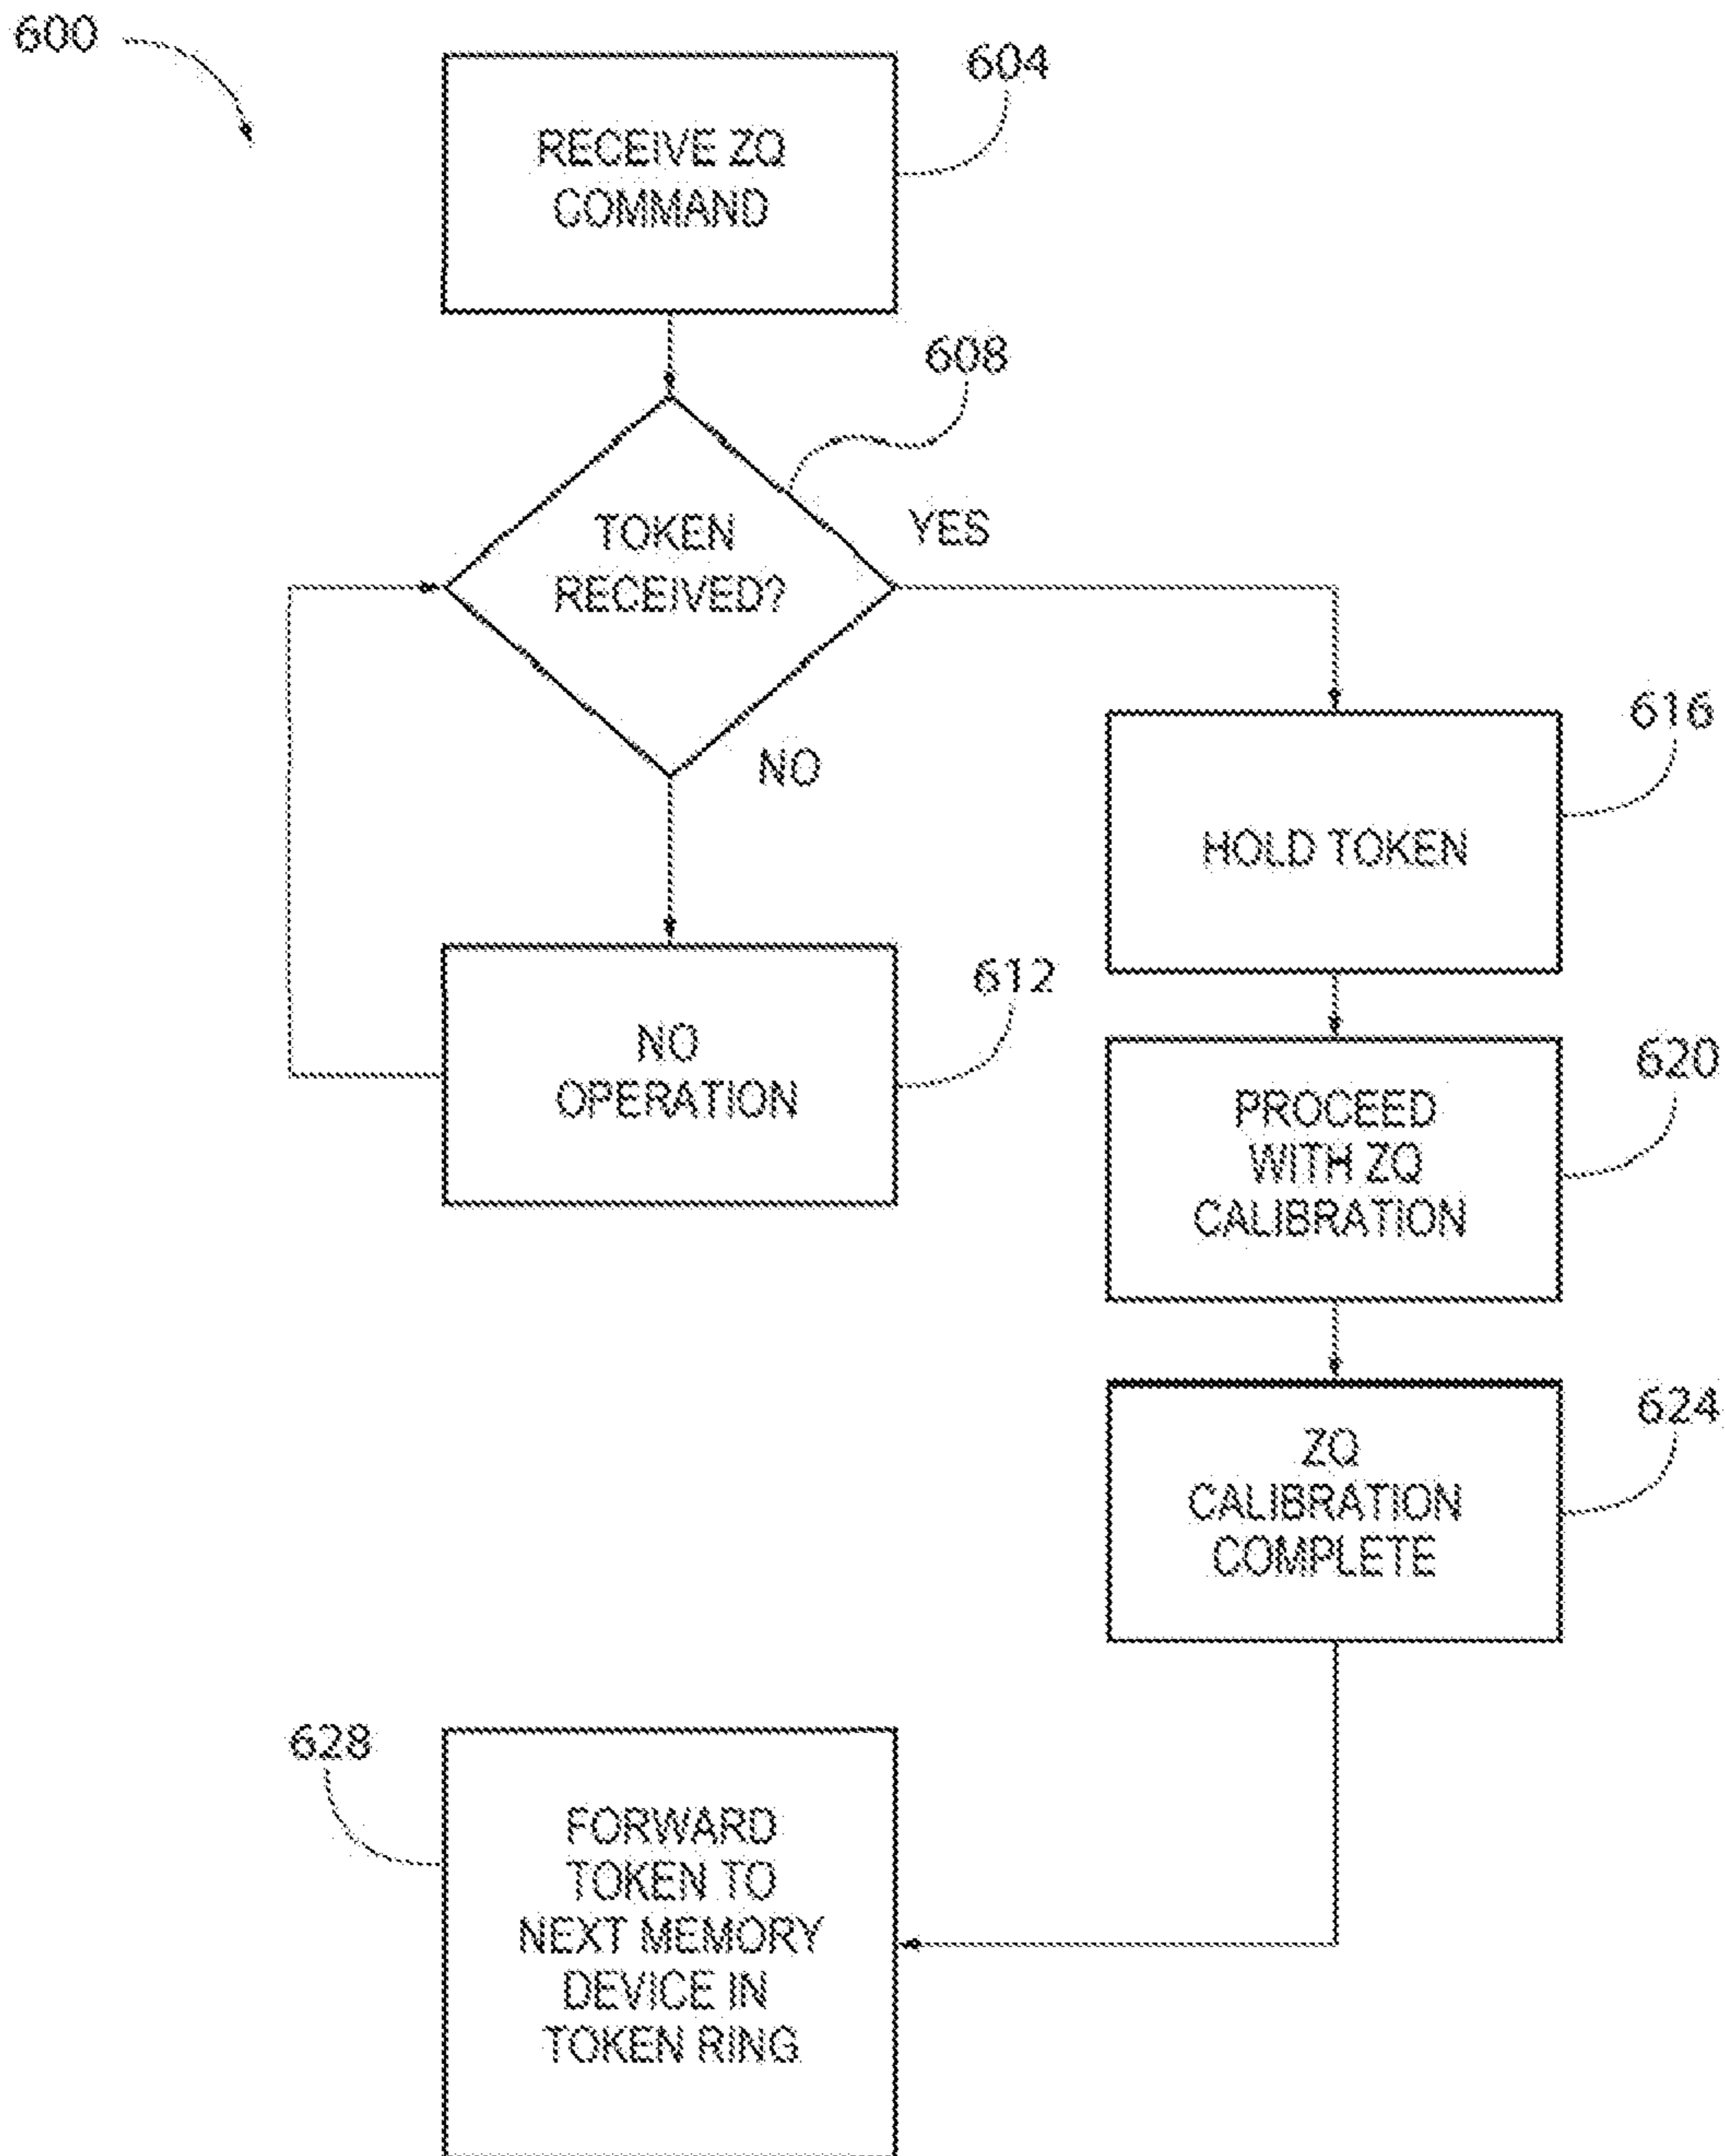 600
604
RECEIVE ZQ
COMMAND
608
TOKEN
RECEIVED?
YES
NO
616
HOLD TOKEN
612
NO
OPERATION
620
PROCEED
WITH ZQ
CALIBRATION
624
ZQ
CALIBRATION
COMPLETE
628
FORWARD
TOKEN TO
NEXT MEMORY
DEVICE IN
TOKEN RING